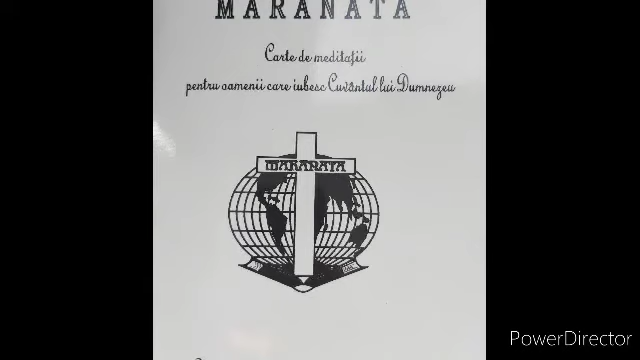 MARANATA
Carte de meditații
pentru oamenii care iubesc Cuvântul lui Dumnezeu
MARANATA
PowerDirector